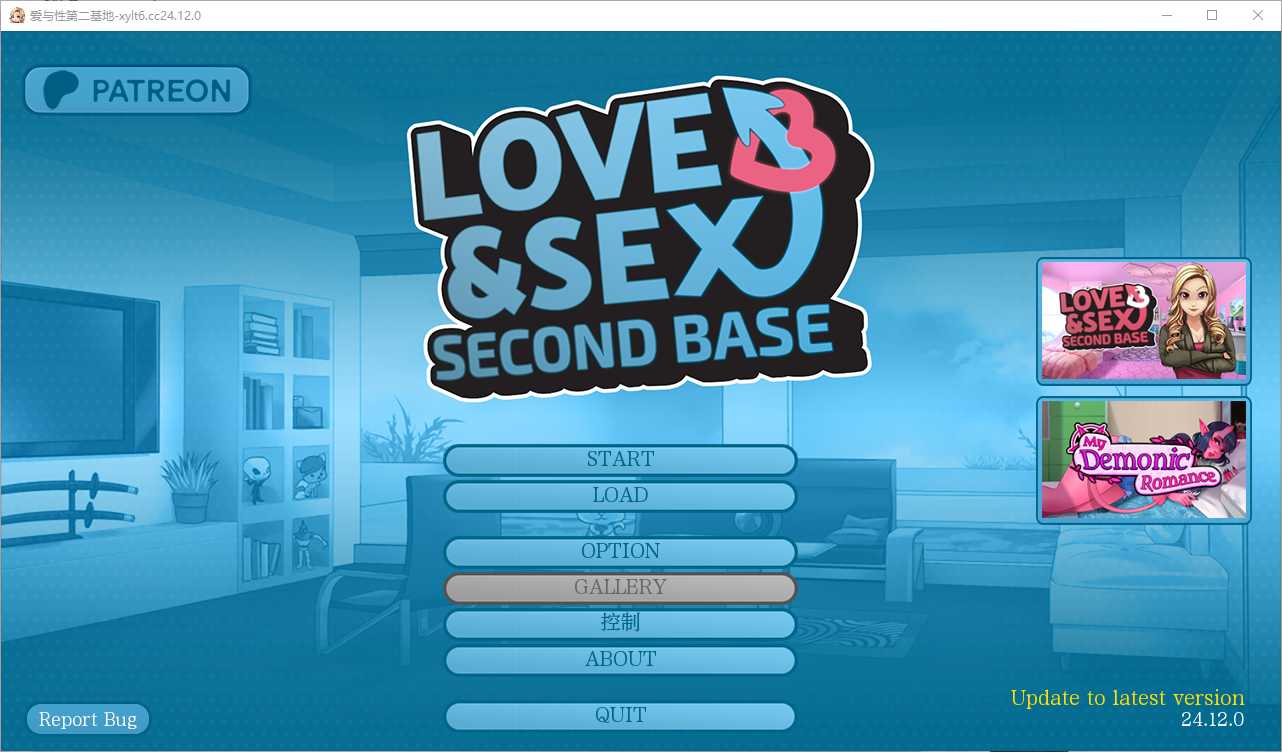 爱与性第二基地-xylt6.cc24.12.0
PATREON
LOVE
&SEX
SECOND BASE
LOVE
&SEX
SECOND BASE
My
Demonic
Romance
START
LOAD
OPTION
GALLERY
控制
ABOUT
QUIT
Report Bug
Update to latest version
24.12.0